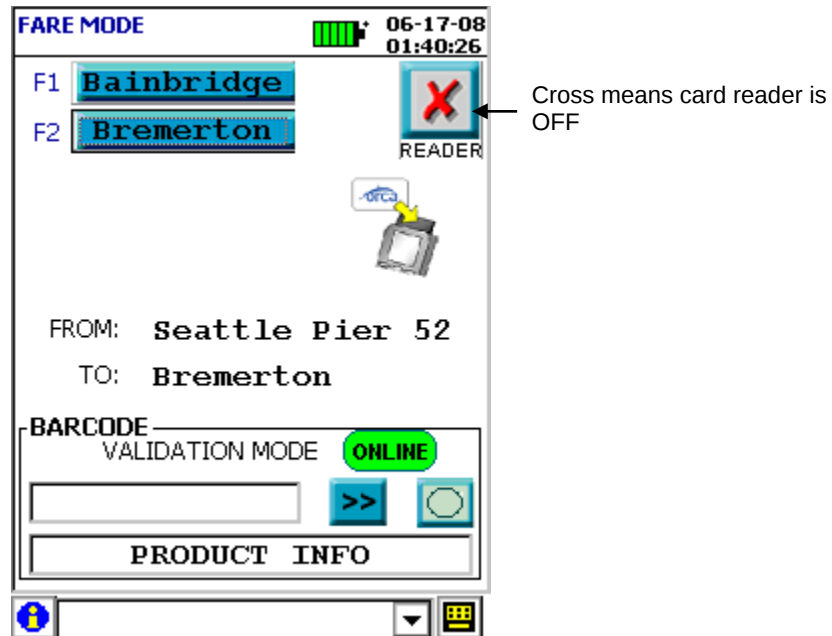 FARE MODE
06-17-08
01:40:26
F1 Bainbridge
F2 Bremerton
READER
Cross means card reader is
OFF
orca
FROM: Seattle Pier 52
TO: Bremerton
BARCODE
VALIDATION MODE ONLINE
>>
PRODUCT INFO